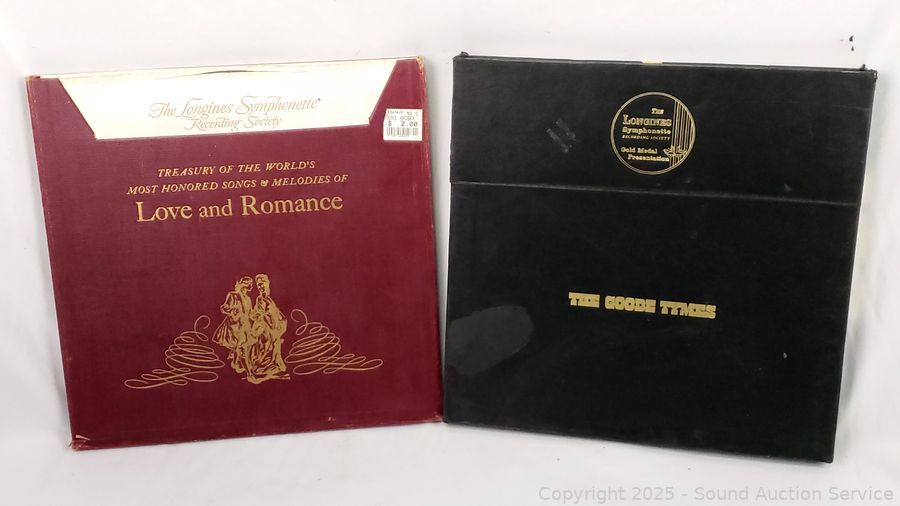 The Longines Symphonette
Recording Society
$ 2.00
TREASURY OF THE WORLD'S
MOST HONORED SONGS & MELODIES OF
Love and Romance
THE
LONGINES
Symphonette
RECORDING SOCIETY
Gold Medal
Presentation
THE GOODE TYMES
Copyright 2025 - Sound Auction Service